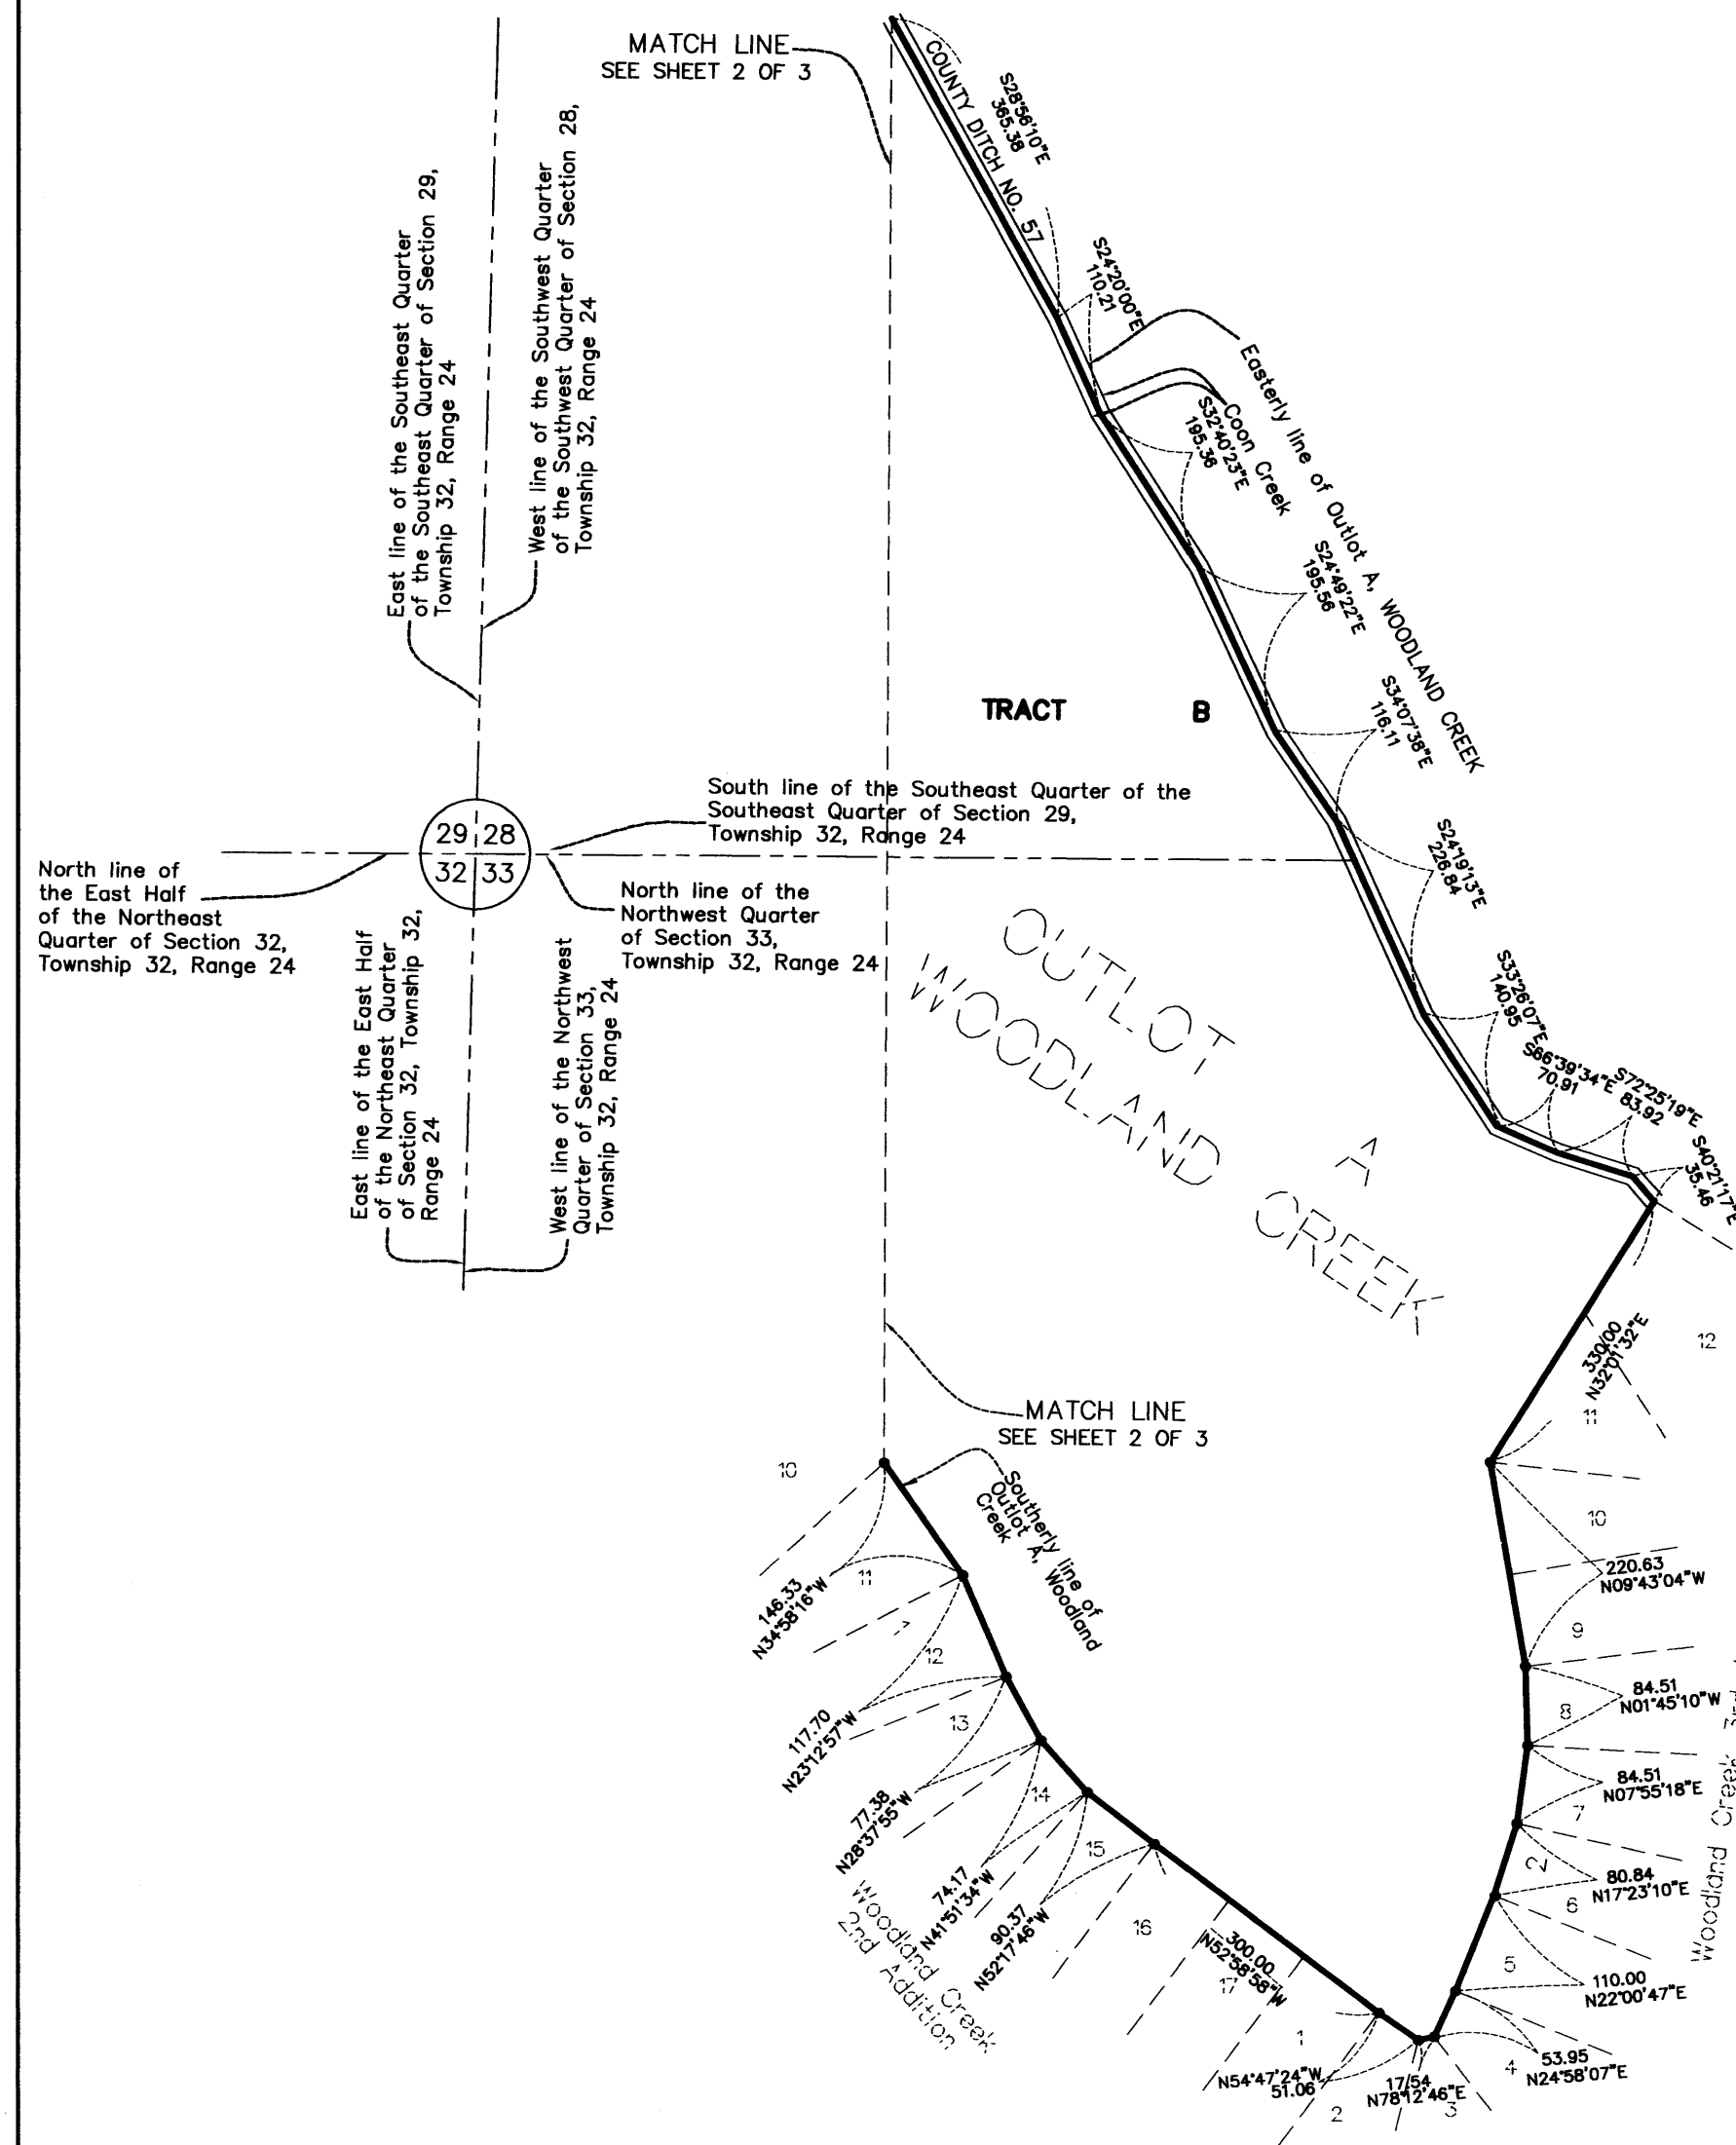 MATCH LINE
SEE SHEET 2 OF 3
COUNTY DITCH NO. 57
S28°56'10"E
365.38
S24°20'00"E
110.21
Easterly line of Outlot A, WOODLAND CREEK
Coon Creek
S32°40'23"E
195.36
S24°49'22"E
195.56
S34°07'38"E
116.11
S24°19'13"E
226.84
S33°26'07"E
140.95
S66°39'34"E
70.91
S72°25'19"E
83.92
S40°21'17"E
35.46
East line of the Southeast Quarter
of the Southeast Quarter of Section 29,
Township 32, Range 24
West line of the Southwest Quarter
of the Southwest Quarter of Section 28,
Township 32, Range 24
TRACT B
South line of the Southeast Quarter of the
Southeast Quarter of Section 29,
Township 32, Range 24
29 28
32 33
North line of
the East Half
of the Northeast
Quarter of Section 32,
Township 32, Range 24
North line of the
Northwest Quarter
of Section 33,
Township 32, Range 24
East line of the East Half
of the Northeast Quarter
of Section 32, Township 32,
Range 24
West line of the Northwest
Quarter of Section 33,
Township 32, Range 24
OUTLOT A
WOODLAND CREEK
330.00
N32°01'32"E
12
11
MATCH LINE
SEE SHEET 2 OF 3
10
Southerly line of
Outlot A, Woodland
Creek
10
220.63
N09°43'04"W
9
84.51
N01°45'10"W
8
84.51
N07°55'18"E
7
2
80.84
N17°23'10"E
6
Woodland Creek 3rd
5
110.00
N22°00'47"E
53.95
N24°58'07"E
4
146.33
N34°58'16"W
11
1
12
117.70
N23°12'57"W
13
77.38
N28°37'55"W
14
74.17
N41°51'34"W
15
90.37
N52°17'46"W
16
Woodland Creek
2nd Addition
300.00
N52°58'58"W
17
1
N54°47'24"W
51.06
2
17.54
N78°12'46"E
3